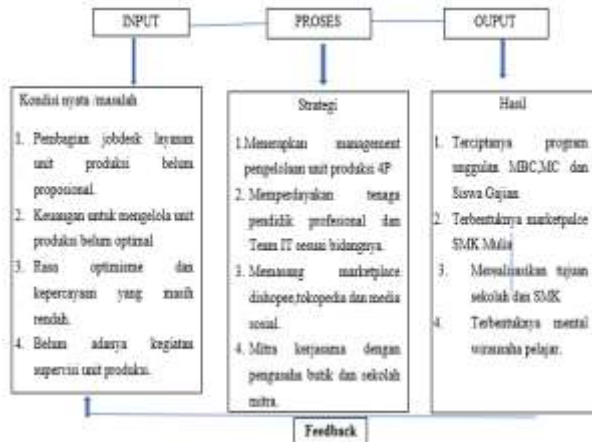 INPUT
PROSES
OUPUT
Kondisi nyata /masalah
1. Pembagian jobdesk layanan
unit produksi belum
proposional.
2. Keuangan untuk mengelola unit
produksi belum optimal
3. Rasa optimisme dan
kepercayaan yang masih
rendah.
4. Belum adanya kegiatan
supervisi unit produksi.
Strategi
1.Menerapkan management
pengelolaan unit produksi 4P
2. Memperdayakan tenaga
pendidik profesional dan
Team IT sesuai bidangnya.
3. Memasang marketplace
dishopee,tokopedia dan media
sosial.
4. Mitra kerjasama dengan
pengusaha butik dan sekolah
mitra.
Hasil
1. Terciptanya program
unggulan MBC,MC dan
Siswa Gajian
2. Terbentuknya marketpalce
SMK Mulia
3. Merealisasikan tujuan
sekolah dan SMK
4. Terbentuknya mental
wirausaha pelajar.
Feedback